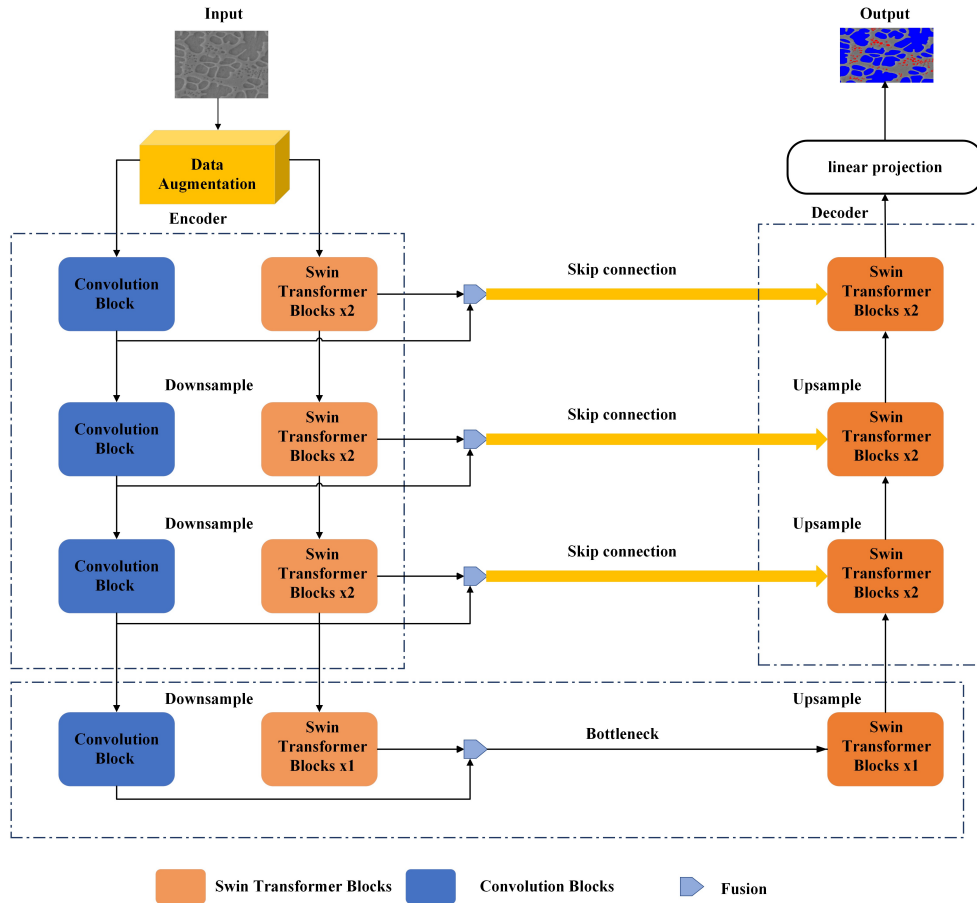 Input
Output
Data
Augmentation
linear projection
Encoder
Decoder
Convolution
Block
Swin
Transformer
Blocks x2
Skip connection
Swin
Transformer
Blocks x2
Downsample
Upsample
Convolution
Block
Swin
Transformer
Blocks x2
Skip connection
Swin
Transformer
Blocks x2
Downsample
Upsample
Convolution
Block
Swin
Transformer
Blocks x2
Skip connection
Swin
Transformer
Blocks x2
Downsample
Upsample
Convolution
Block
Swin
Transformer
Blocks x1
Bottleneck
Swin
Transformer
Blocks x1
Swin Transformer Blocks
Convolution Blocks
Fusion